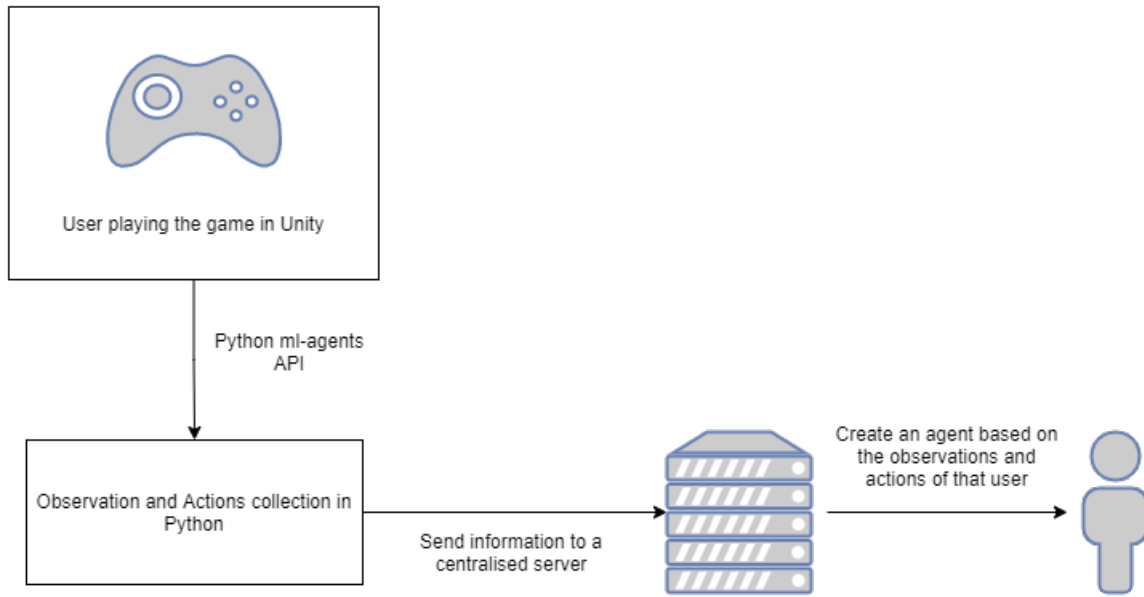 User playing the game in Unity
Python ml-agents
API
Observation and Actions collection in
Python
Send information to a
centralised server
Create an agent based on
the observations and
actions of that user